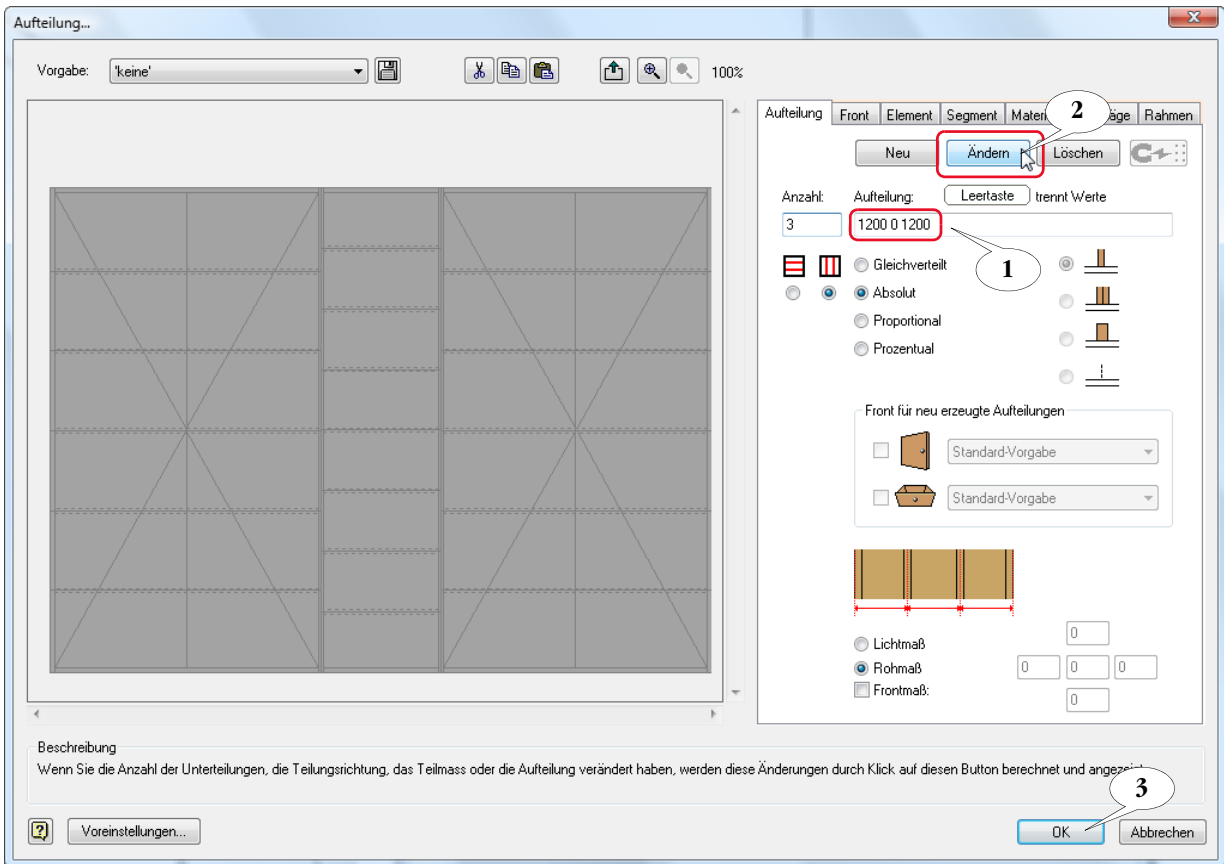 Aufteilung...
Vorgabe: 'keine' 100%
Aufteilung Front Element Segment Materi äge Rahmen
2
Neu Ändern Löschen
Anzahl: Aufteilung: Leertaste trennt Werte
3 1200 0 1200
1
Gleichverteilt
Absolut
Proportional
Prozentual
Front für neu erzeugte Aufteilungen
Standard-Vorgabe
Standard-Vorgabe
Lichtmaß
Rohmaß
Frontmaß:
0
0 0 0
0
Beschreibung
Wenn Sie die Anzahl der Unterteilungen, die Teilungsrichtung, das Teilmass oder die Aufteilung verändert haben, werden diese Änderungen durch Klick auf diesen Button berechnet und angezeigt
3
Voreinstellungen... OK Abbrechen